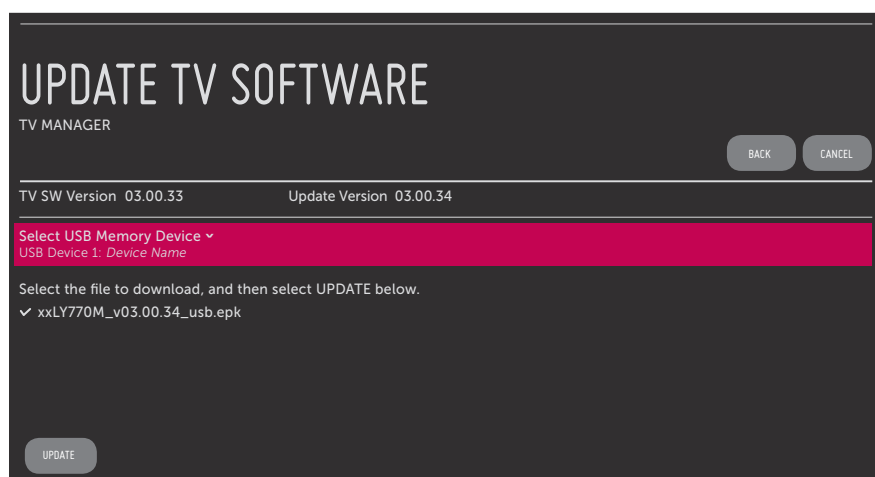 UPDATE TV SOFTWARE
TV MANAGER
BACK CANCEL
TV SW Version 03.00.33 Update Version 03.00.34
Select USB Memory Device
USB Device 1: Device Name
Select the file to download, and then select UPDATE below.
xxLY770M_v03.00.34_usb.epk
UPDATE